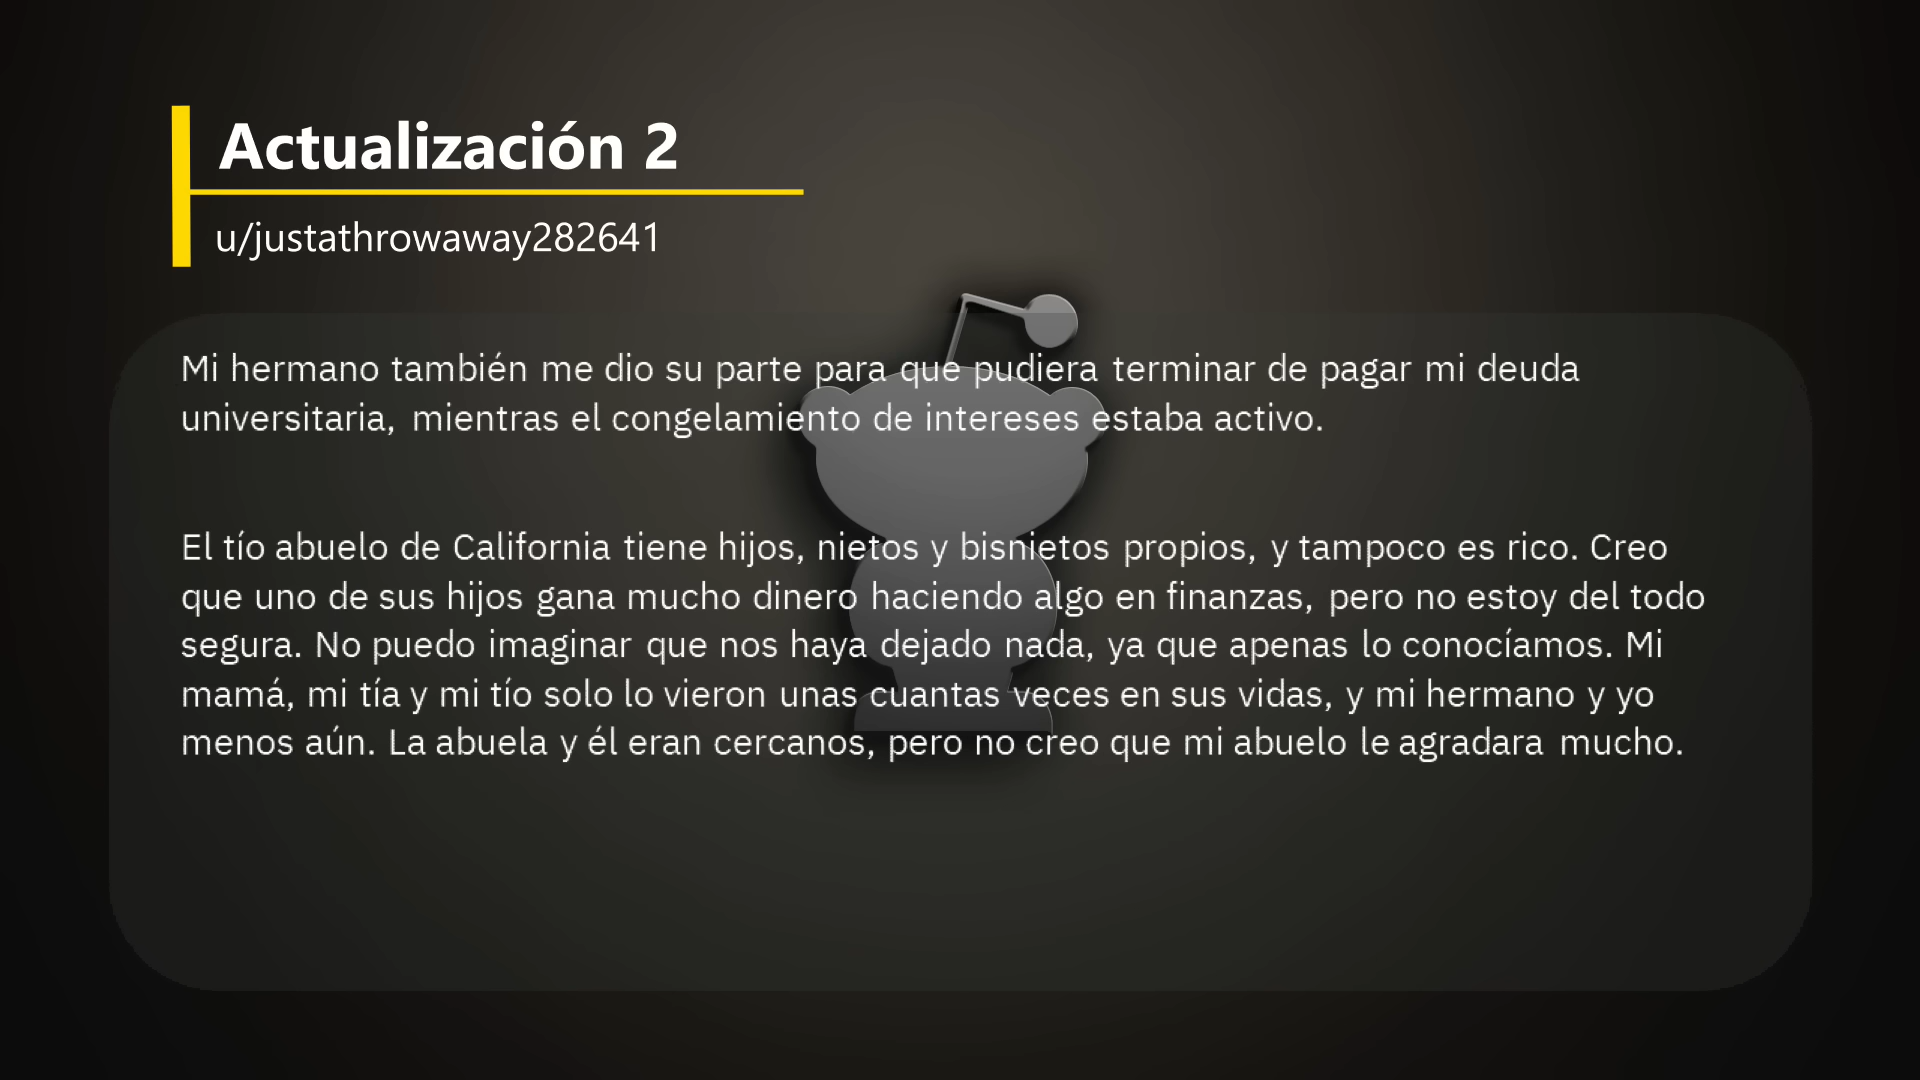 Actualización 2
u/justathrowaway282641
Mi hermano también me dio su parte para que pudiera terminar de pagar mi deuda
universitaria, mientras el congelamiento de intereses estaba activo.
El tío abuelo de California tiene hijos, nietos y bisnietos propios, y tampoco es rico. Creo
que uno de sus hijos gana mucho dinero haciendo algo en finanzas, pero no estoy del todo
segura. No puedo imaginar que nos haya dejado nada, ya que apenas lo conocíamos. Mi
mamá, mi tía y mi tío solo lo vieron unas cuantas veces en sus vidas, y mi hermano y yo
menos aún. La abuela y él eran cercanos, pero no creo que mi abuelo le agradara mucho.